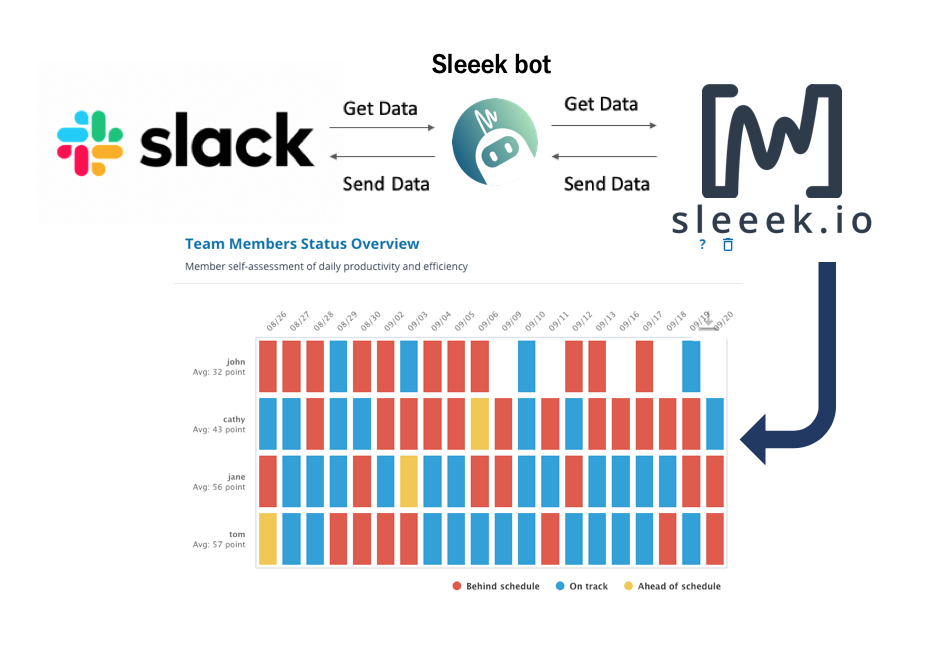 Sleeek bot
slack
Get Data
Get Data
Send Data
Send Data
sleeek.io
Team Members Status Overview
?
Member self-assessment of daily productivity and efficiency
08/26
08/27
08/28
08/29
08/30
09/02
09/03
09/04
09/05
09/06
09/09
09/10
09/11
09/12
09/13
09/16
09/17
09/18
09/19
09/20
john
Avg: 32 point
cathy
Avg: 43 point
jane
Avg: 56 point
tom
Avg: 57 point
Behind schedule
On track
Ahead of schedule